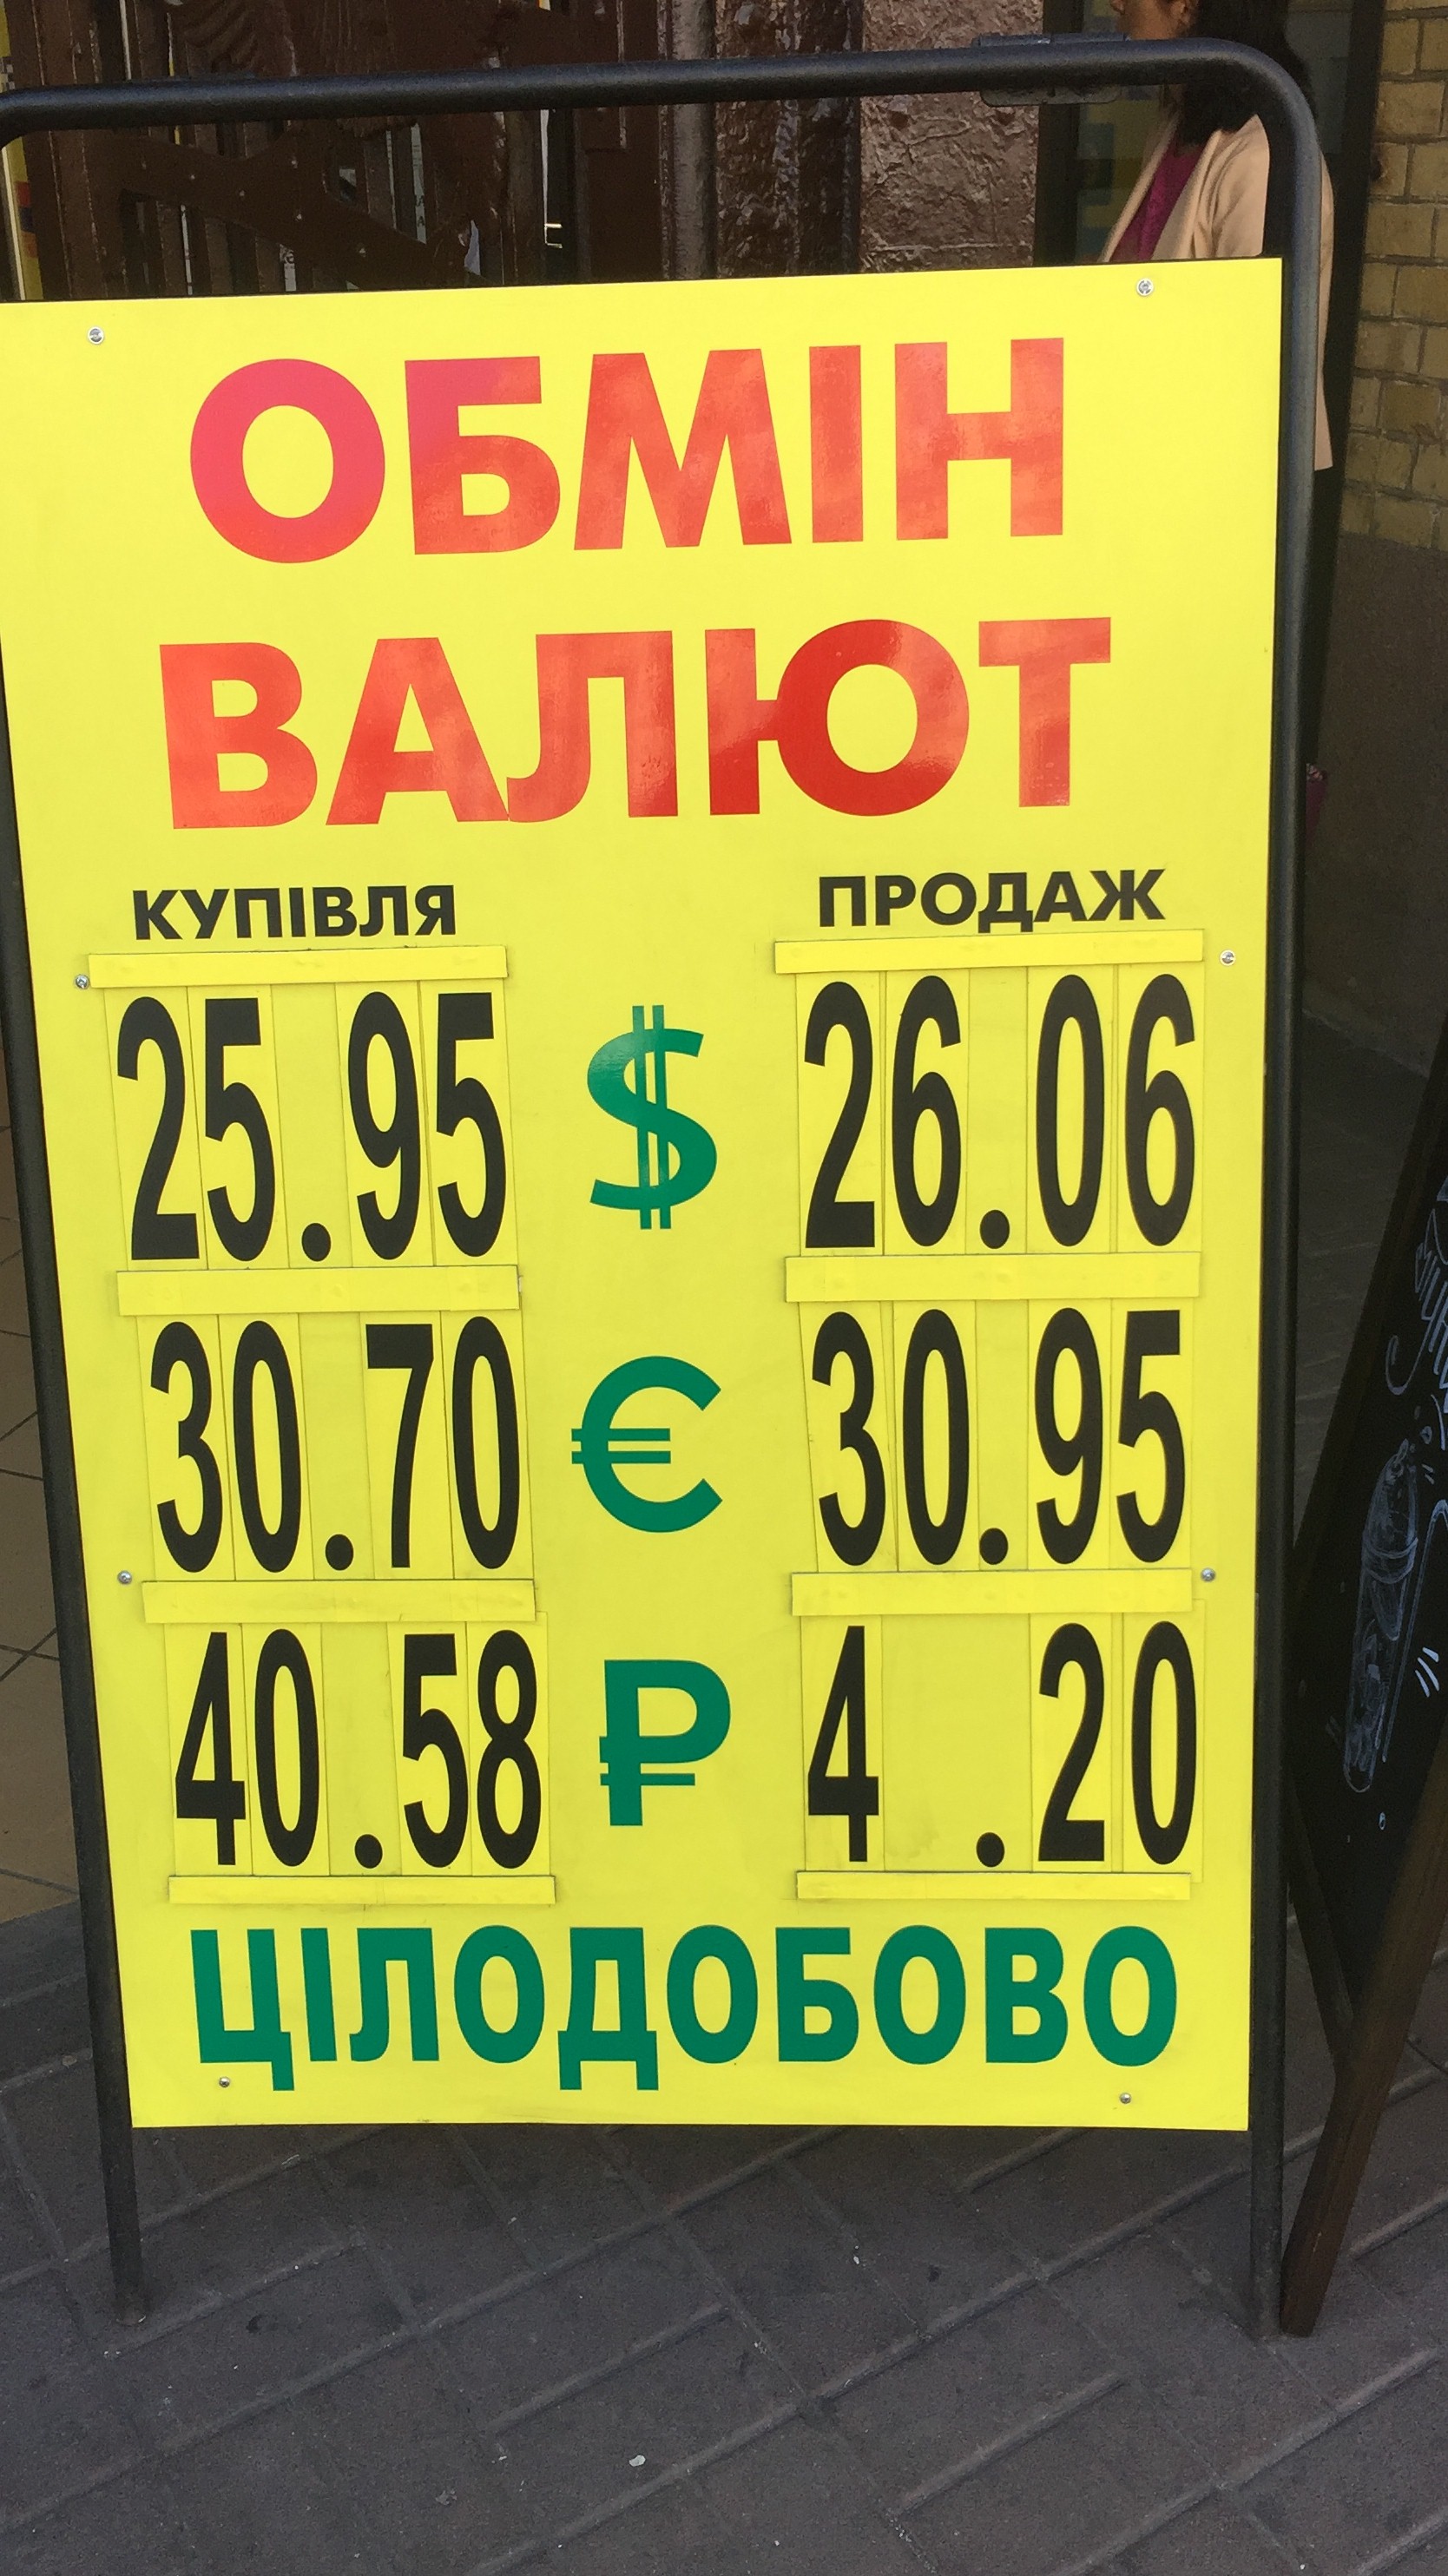 ОБМІН
ВАЛЮТ
КУПІВЛЯ ПРОДАЖ
25.95 $ 26.06
30.70 € 30.95
40.58 ₽ 4 .20
ЦІЛОДОБОВО